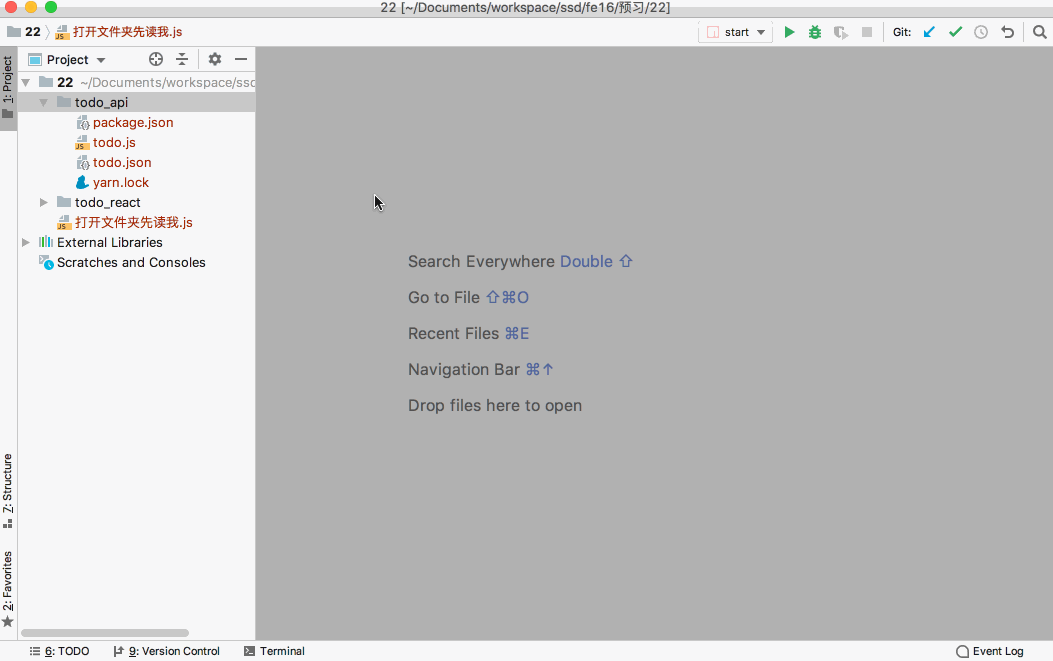 22 [~/Documents/workspace/ssd/fe16/预习/22]
22 打开文件夹先读我.js start Git:
1: Project
Project
22 ~/Documents/workspace/ssd
todo_api
package.json
todo.js
todo.json
yarn.lock
todo_react
打开文件夹先读我.js
External Libraries
Scratches and Consoles
Search Everywhere Double ⇧
Go to File ⇧⌘O
Recent Files ⌘E
Navigation Bar ⌘↑
Drop files here to open
7: Structure
2: Favorites
6: TODO 9: Version Control Terminal Event Log